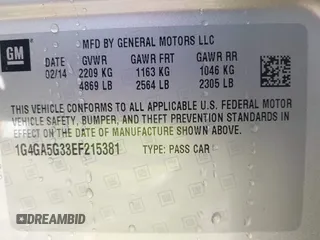 GM
MFD BY GENERAL MOTORS LLC
DATE GVWR GAWR FRT GAWR RR
02/14 2209 KG 1163 KG 1046 KG
4869 LB 2564 LB 2305 LB
THIS VEHICLE CONFORMS TO ALL APPLICABLE U.S. FEDERAL MOTOR
VEHICLE SAFETY, BUMPER, AND THEFT PREVENTION STANDARDS IN
EFFECT ON THE DATE OF MANUFACTURE SHOWN ABOVE.
1G4GA5G33EF215381 TYPE: PASS CAR
DREAMBID